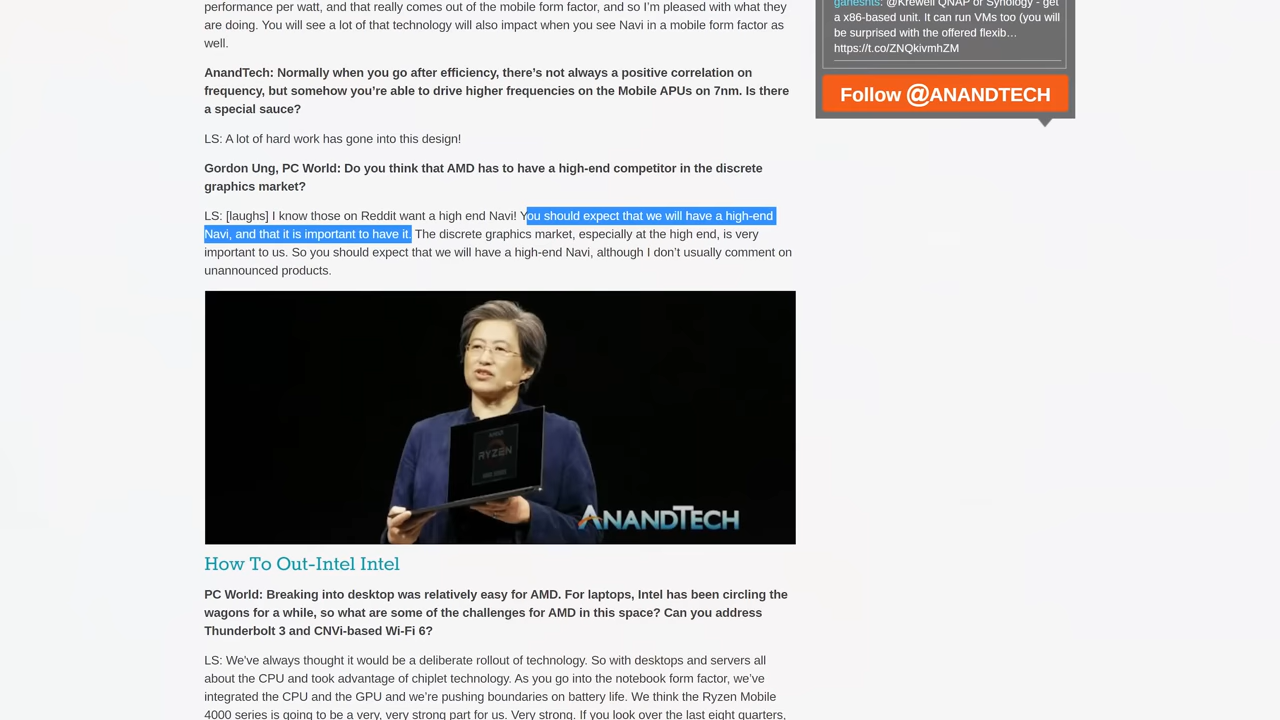 performance per watt, and that really comes out of the mobile form factor, and so I'm pleased with what they
are doing. You will see a lot of that technology will also impact when you see Navi in a mobile form factor as
well.
AnandTech: Normally when you go after efficiency, there's not always a positive correlation on
frequency, but somehow you're able to drive higher frequencies on the Mobile APUs on 7nm. Is there
a special sauce?
LS: A lot of hard work has gone into this design!
Gordon Ung, PC World: Do you think that AMD has to have a high-end competitor in the discrete
graphics market?
LS: [laughs] I know those on Reddit want a high end Navi! You should expect that we will have a high-end
Navi, and that it is important to have it. The discrete graphics market, especially at the high end, is very
important to us. So you should expect that we will have a high-end Navi, although I don't usually comment on
unannounced products.
AMD
RYZEN
ANANDTECH
How To Out-Intel Intel
PC World: Breaking into desktop was relatively easy for AMD. For laptops, Intel has been circling the
wagons for a while, so what are some of the challenges for AMD in this space? Can you address
Thunderbolt 3 and CNVi-based Wi-Fi 6?
LS: We've always thought it would be a deliberate rollout of technology. So with desktops and servers all
about the CPU and took advantage of chiplet technology. As you go into the notebook form factor, we've
integrated the CPU and the GPU and we're pushing boundaries on battery life. We think the Ryzen Mobile
4000 series is going to be a very, very strong part for us. Very strong. If you look over the last eight quarters,
ganeshts: @Krewell QNAP or Synology - get
a x86-based unit. It can run VMs too (you will
be surprised with the offered flexib…
https://t.co/ZNQkivmhZM
Follow @ANANDTECH